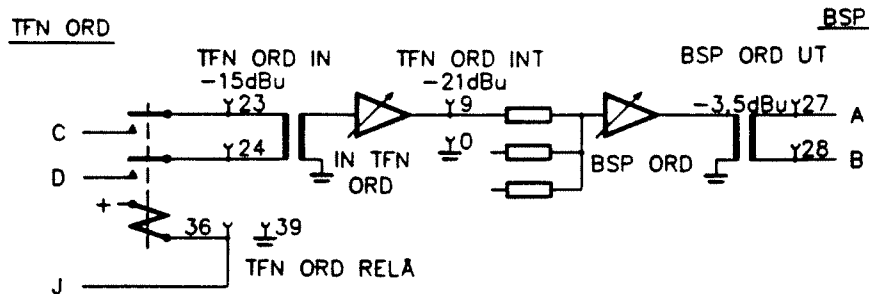 TFN ORD
BSP
TFN ORD IN
-15dBu
TFN ORD INT
-21dBu
BSP ORD UT
-3,5dBu
23
9
27
A
C
24
0
28
B
IN TFN
ORD
BSP ORD
D
+
36
39
TFN ORD RELÄ
J